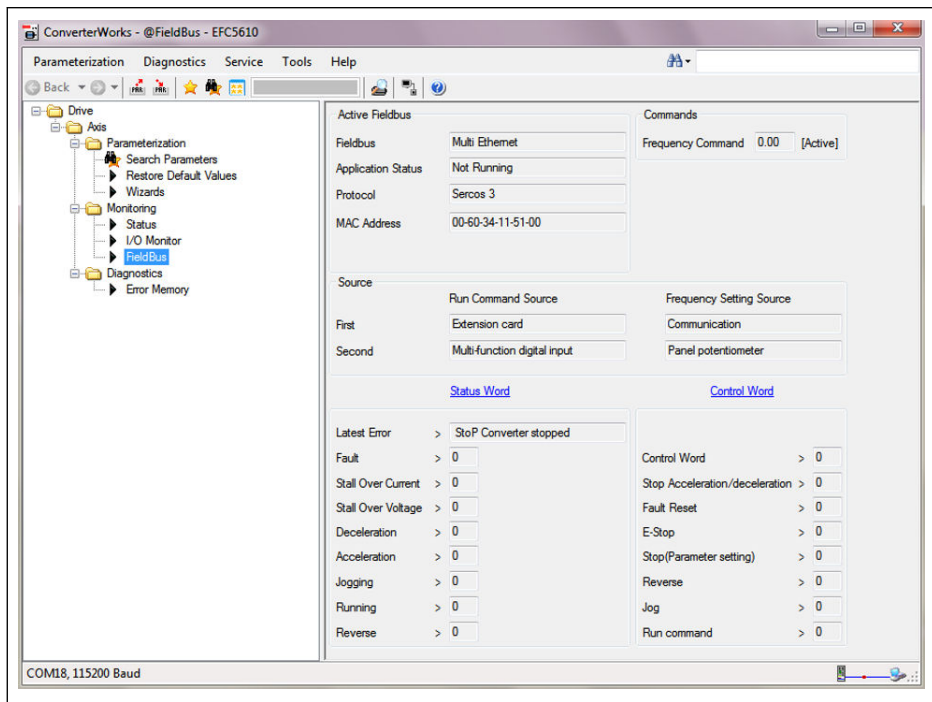 ConverterWorks - @FieldBus - EFC5610
Parameterization Diagnostics Service Tools Help
Back PAR PAR
Drive
Axis
Parameterization
Search Parameters
Restore Default Values
Wizards
Monitoring
Status
I/O Monitor
FieldBus
Diagnostics
Error Memory
Active Fieldbus
Fieldbus Multi Ethernet
Application Status Not Running
Protocol Sercos 3
MAC Address 00-60-34-11-51-00
Commands
Frequency Command 0.00 [Active]
Source
Run Command Source Frequency Setting Source
First Extension card Communication
Second Multi-function digital input Panel potentiometer
Status Word
Latest Error > StoP Converter stopped
Fault > 0
Stall Over Current > 0
Stall Over Voltage > 0
Deceleration > 0
Acceleration > 0
Jogging > 0
Running > 0
Reverse > 0
Control Word
Control Word > 0
Stop Acceleration/deceleration > 0
Fault Reset > 0
E-Stop > 0
Stop(Parameter setting) > 0
Reverse > 0
Jog > 0
Run command > 0
COM18, 115200 Baud